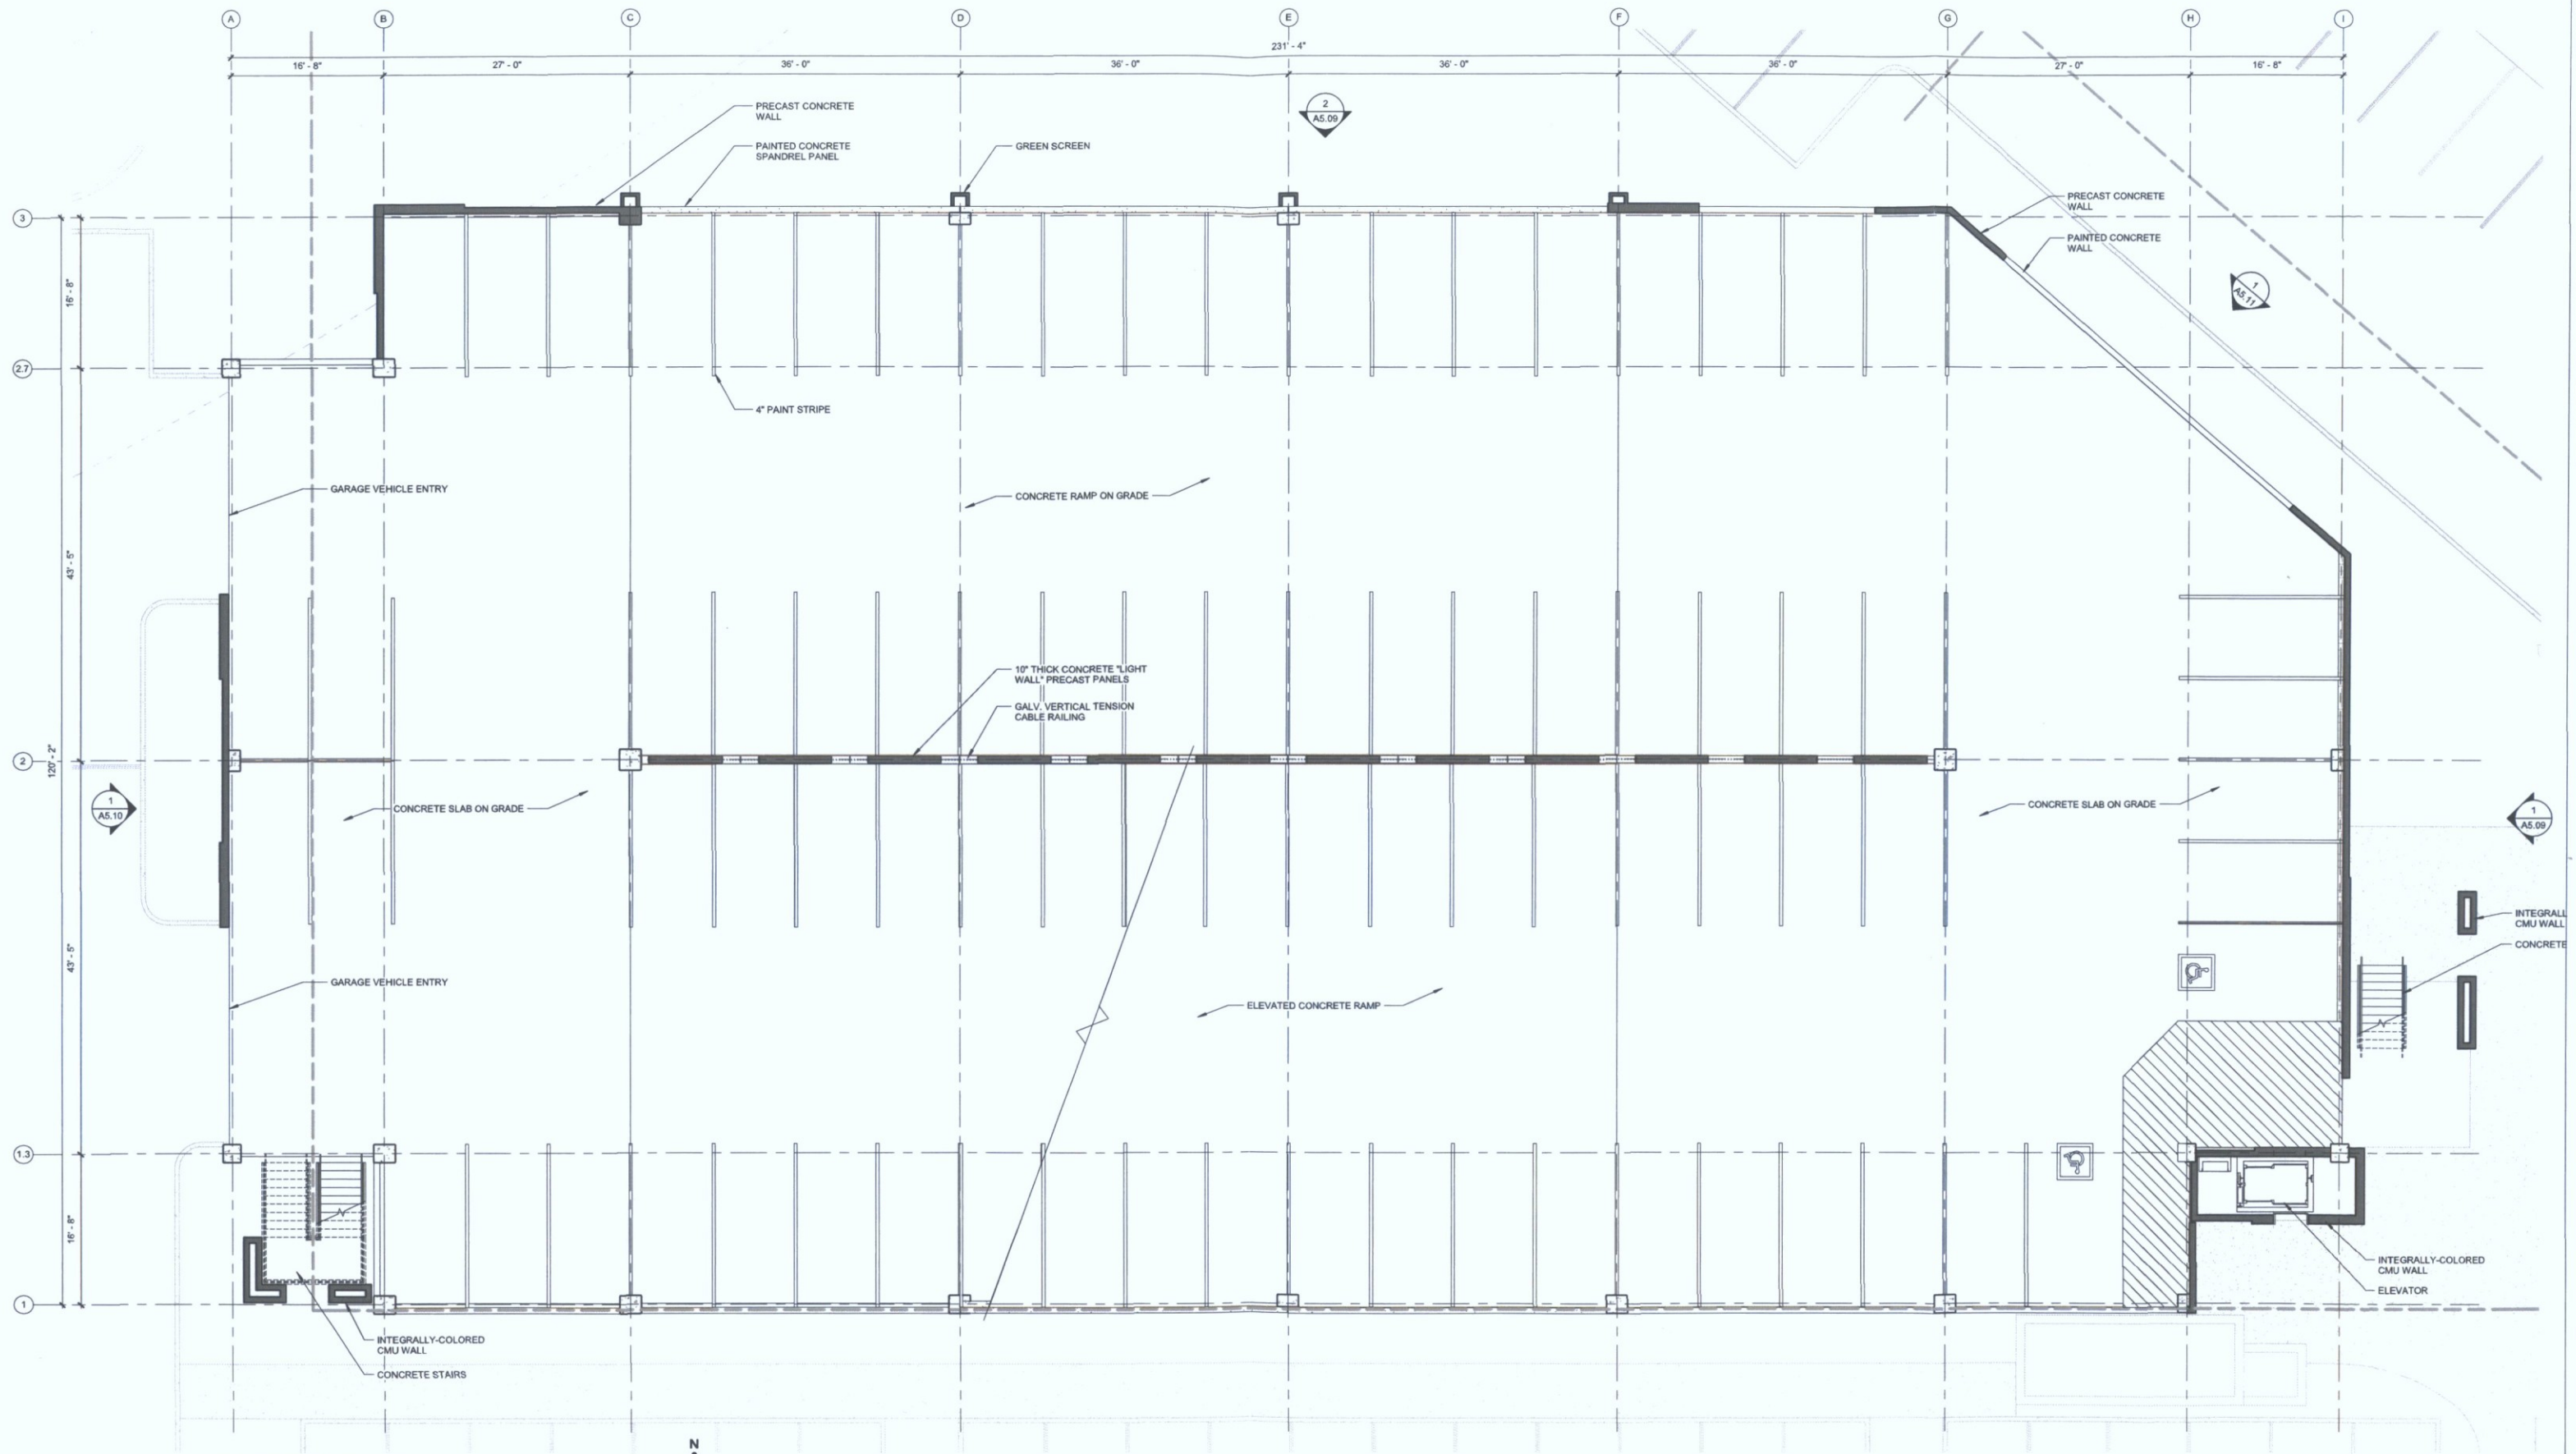 A B C D E F G H I
231' - 4"
16' - 8" 27' - 0" 36' - 0" 36' - 0" 36' - 0" 36' - 0" 27' - 0" 16' - 8"
PRECAST CONCRETE
WALL
2
A5.09
PAINTED CONCRETE
SPANDREL PANEL
GREEN SCREEN
PRECAST CONCRETE
WALL
3
PAINTED CONCRETE
WALL
1
A5.11
16' - 8"
2.7
4" PAINT STRIPE
GARAGE VEHICLE ENTRY
CONCRETE RAMP ON GRADE
43' - 5"
10" THICK CONCRETE "LIGHT
WALL" PRECAST PANELS
GALV. VERTICAL TENSION
CABLE RAILING
2
120' - 2"
1
A5.10
CONCRETE SLAB ON GRADE
CONCRETE SLAB ON GRADE
1
A5.09
INTEGRALL
CMU WALL
CONCRETE
43' - 5"
GARAGE VEHICLE ENTRY
ELEVATED CONCRETE RAMP
1.3
16' - 8"
INTEGRALLY-COLORED
CMU WALL
ELEVATOR
1
INTEGRALLY-COLORED
CMU WALL
CONCRETE STAIRS
N